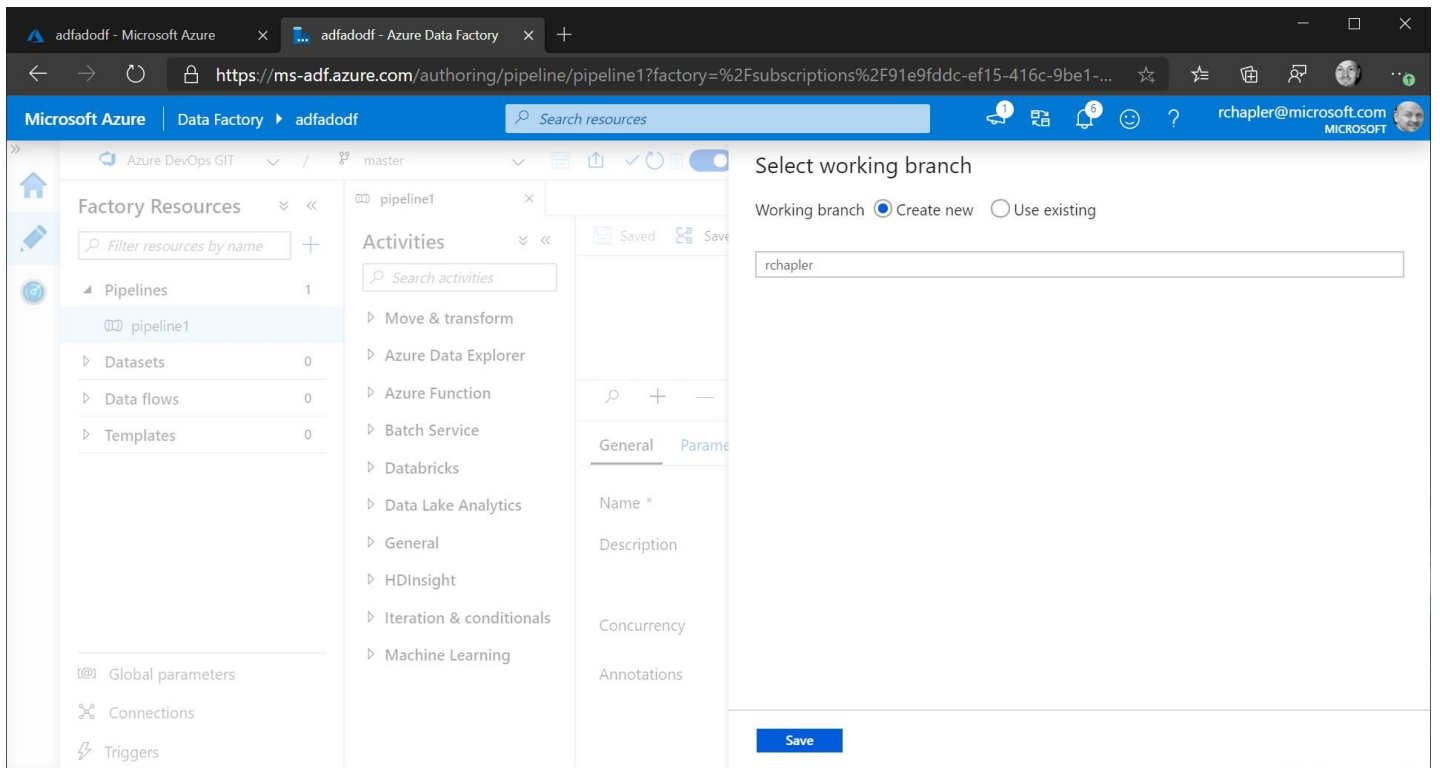 adfadodf - Microsoft Azure
adfadodf - Azure Data Factory
https://ms-adf.azure.com/authoring/pipeline/pipeline1?factory=%2Fsubscriptions%2F91e9fddc-ef15-416c-9be1-...
Microsoft Azure
Data Factory
adfadodf
Search resources
1
6
rchapler@microsoft.com
MICROSOFT
Azure DevOps GIT
/
master
Factory Resources
Filter resources by name
Pipelines 1
pipeline1
Datasets 0
Data flows 0
Templates 0
Global parameters
Connections
Triggers
pipeline1
Activities
Search activities
Move & transform
Azure Data Explorer
Azure Function
Batch Service
Databricks
Data Lake Analytics
General
HDInsight
Iteration & conditionals
Machine Learning
Saved
Save
General
Parame
Name *
Description
Concurrency
Annotations
Select working branch
Working branch Create new Use existing
rchapler
Save